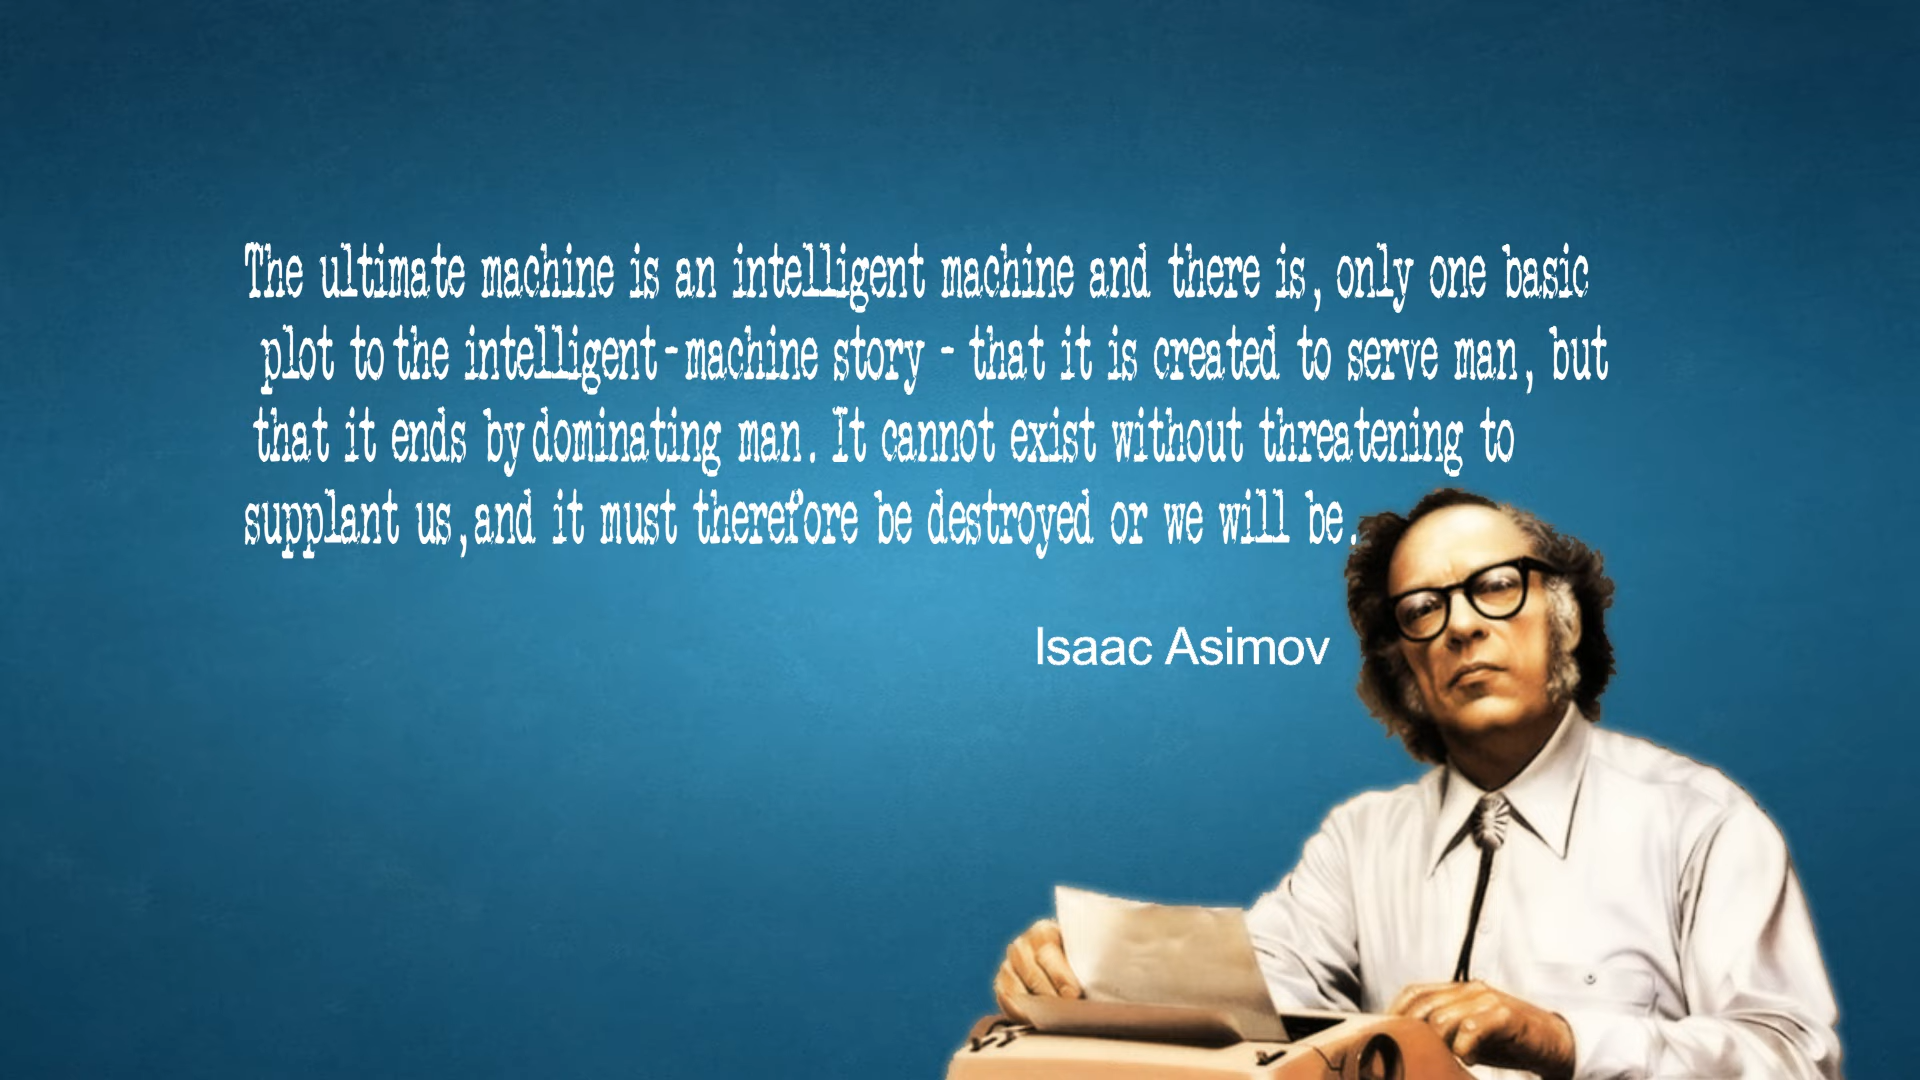 The ultimate machine is an intelligent machine and there is, only one basic
plot to the intelligent-machine story - that it is created to serve man, but
that it ends by dominating man. It cannot exist without threatening to
supplant us,and it must therefore be destroyed or we will be.
Isaac Asimov